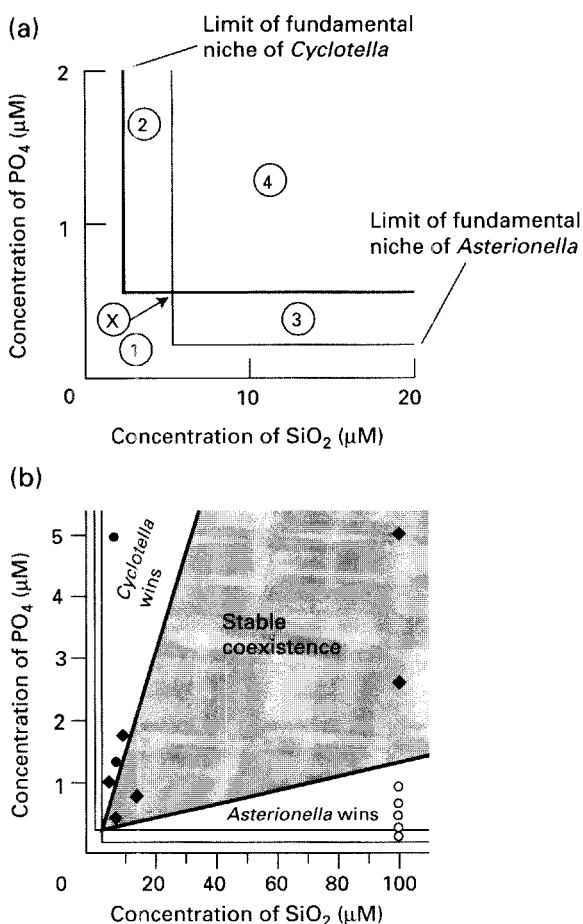 (a)
Limit of fundamental
niche of Cyclotella
Concentration of PO₄ (μM)
2
1
0
2
4
Limit of fundamental
niche of Asterionella
X
3
1
10
20
Concentration of SiO₂ (μM)
(b)
Concentration of PO₄ (μM)
5
4
3
2
1
0
Cyclotella
wins
Stable
coexistence
Asterionella wins
20
40
60
80
100
Concentration of SiO₂ (μM)